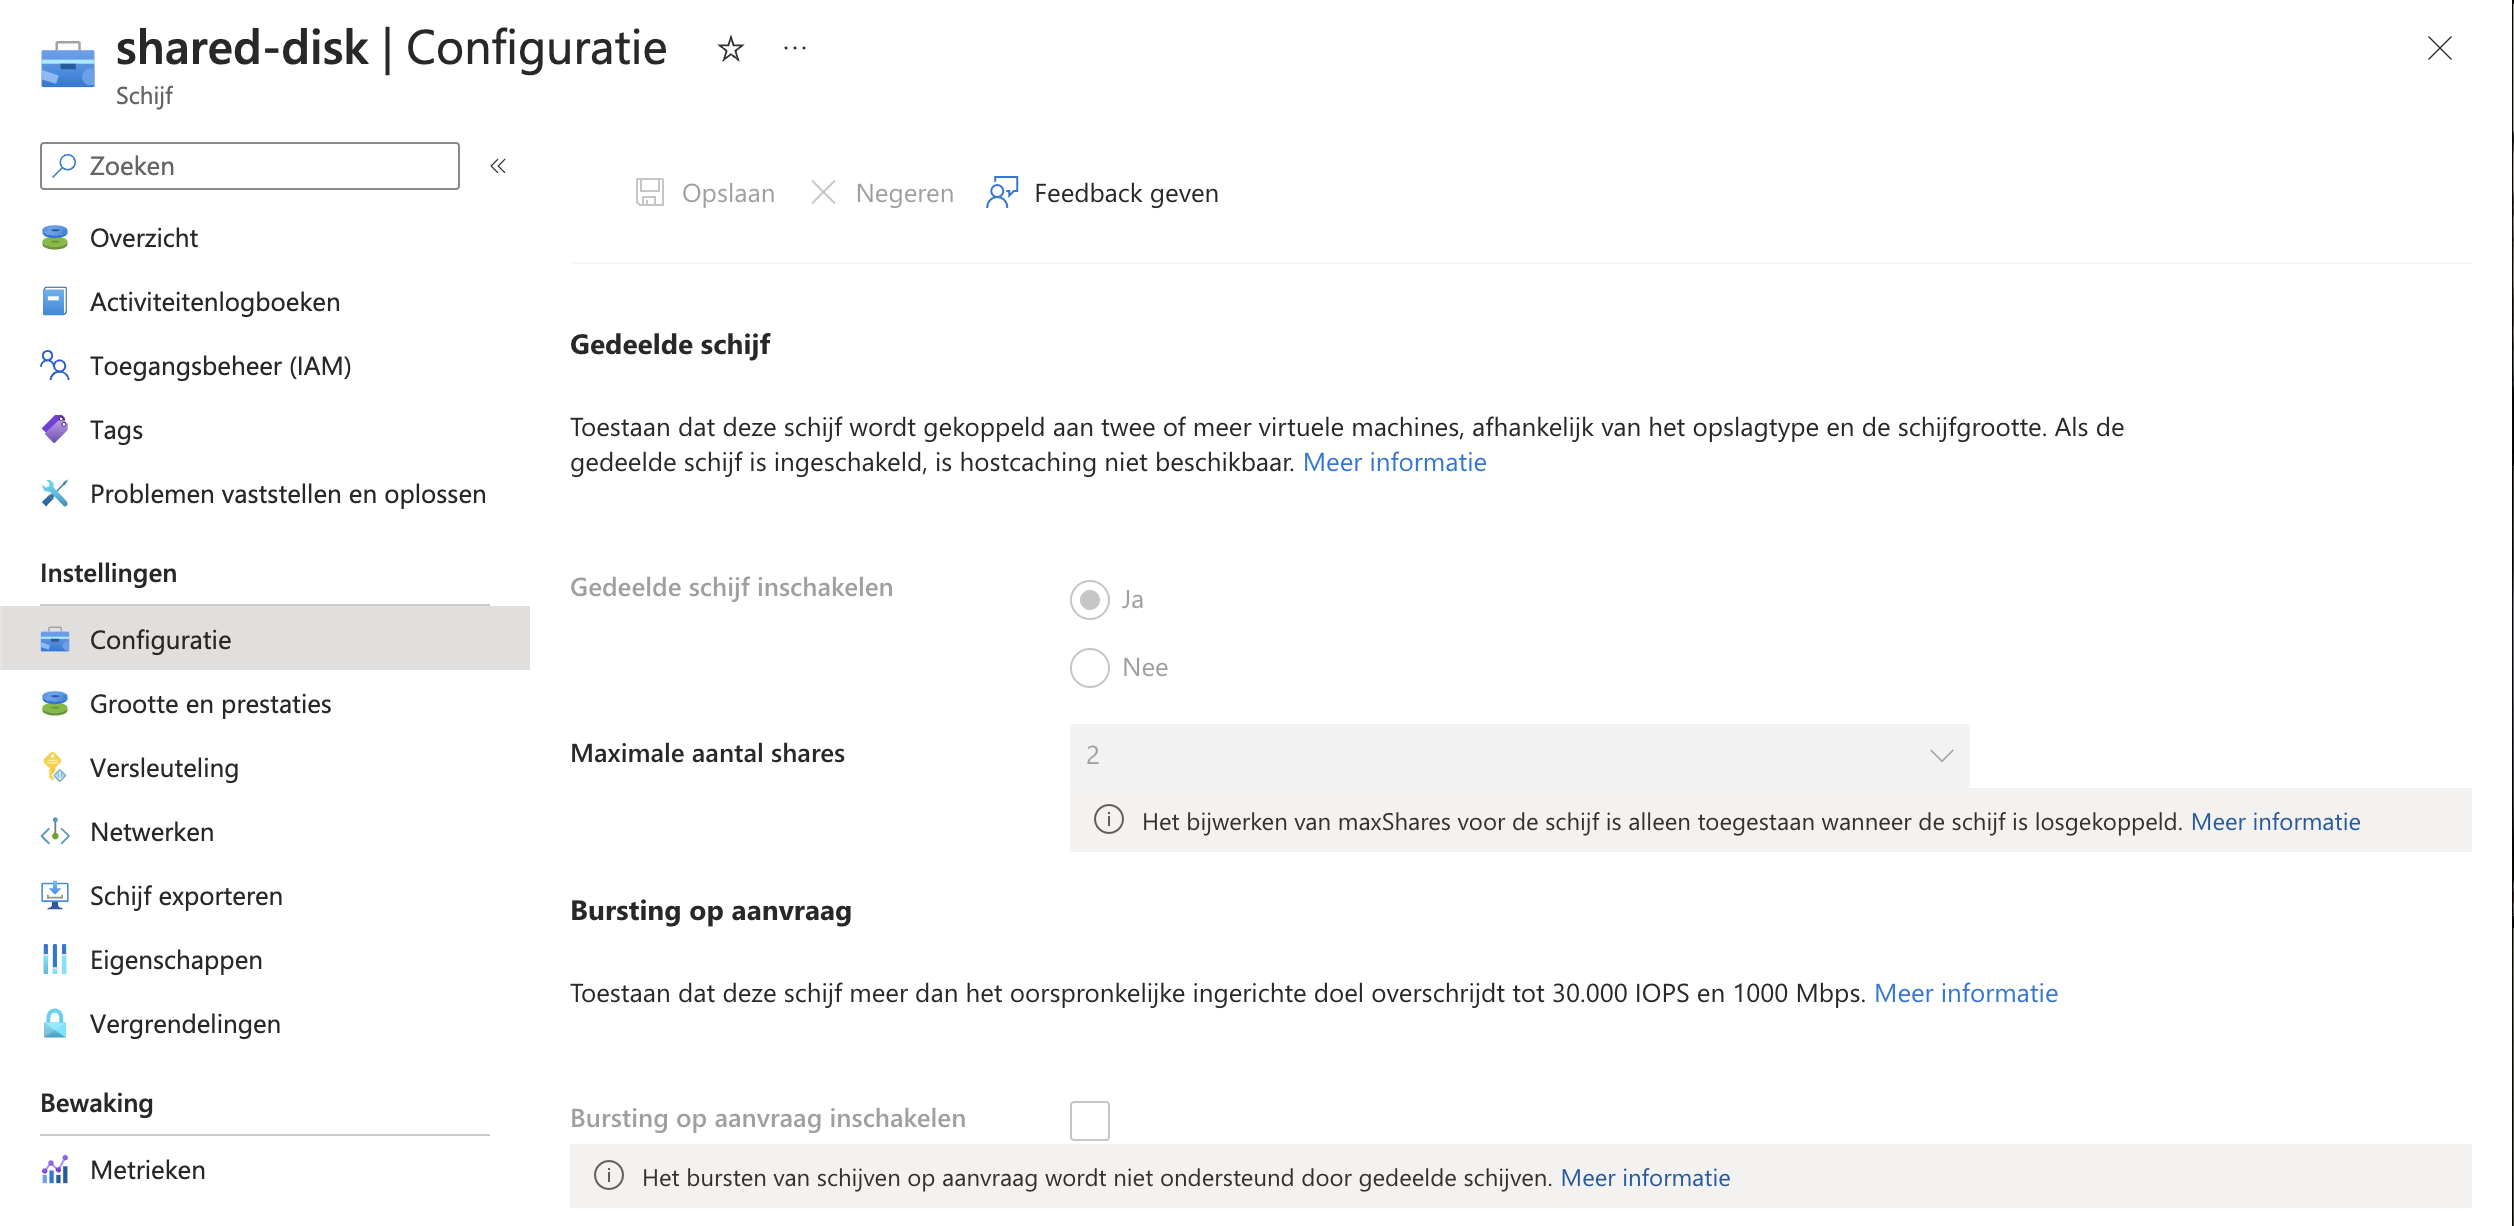 shared-disk | Configuratie
Schijf
Zoeken
Overzicht
Activiteitenlogboeken
Toegangsbeheer (IAM)
Tags
Problemen vaststellen en oplossen
Instellingen
Configuratie
Grootte en prestaties
Versleuteling
Netwerken
Schijf exporteren
Eigenschappen
Vergrendelingen
Bewaking
Metrieken
Opslaan Negeren Feedback geven
Gedeelde schijf
Toestaan dat deze schijf wordt gekoppeld aan twee of meer virtuele machines, afhankelijk van het opslagtype en de schijfgrootte. Als de
gedeelde schijf is ingeschakeld, is hostcaching niet beschikbaar. Meer informatie
Gedeelde schijf inschakelen
Ja
Nee
Maximale aantal shares
2
Het bijwerken van maxShares voor de schijf is alleen toegestaan wanneer de schijf is losgekoppeld. Meer informatie
Bursting op aanvraag
Toestaan dat deze schijf meer dan het oorspronkelijke ingerichte doel overschrijdt tot 30.000 IOPS en 1000 Mbps. Meer informatie
Bursting op aanvraag inschakelen
Het bursten van schijven op aanvraag wordt niet ondersteund door gedeelde schijven. Meer informatie